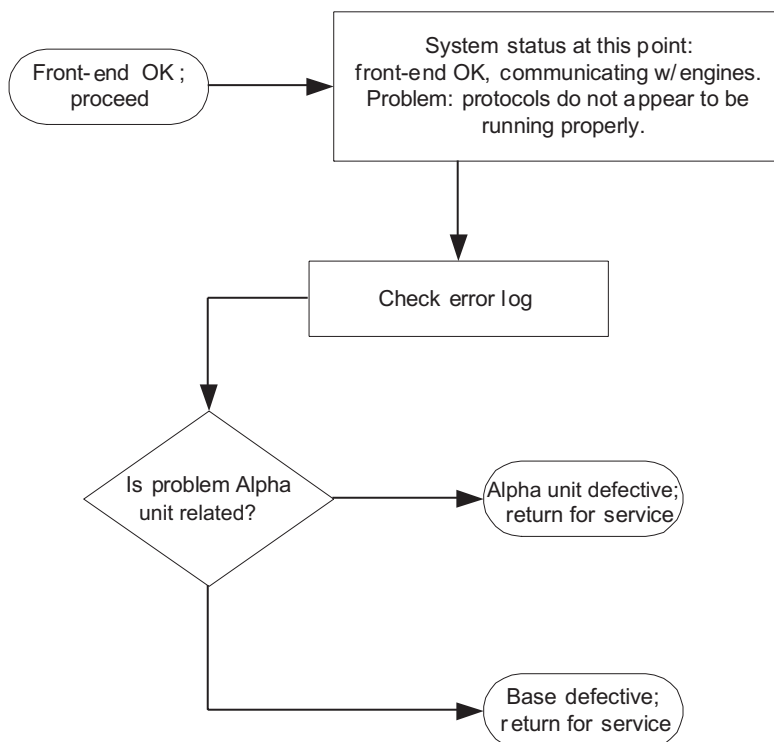 Front-end OK;
proceed
System status at this point:
front-end OK, communicating w/engines.
Problem: protocols do not appear to be
running properly.
Check error log
Is problem Alpha
unit related?
Alpha unit defective;
return for service
Base defective;
return for service